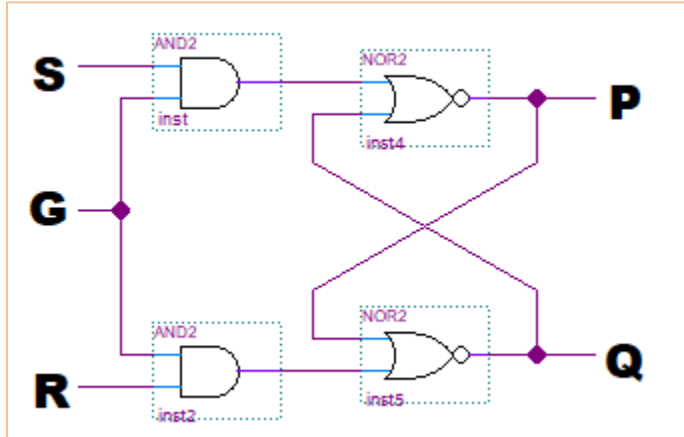 AND2
S
inst
NOR2
P
inst4
G
AND2
R
inst2
NOR2
Q
inst5